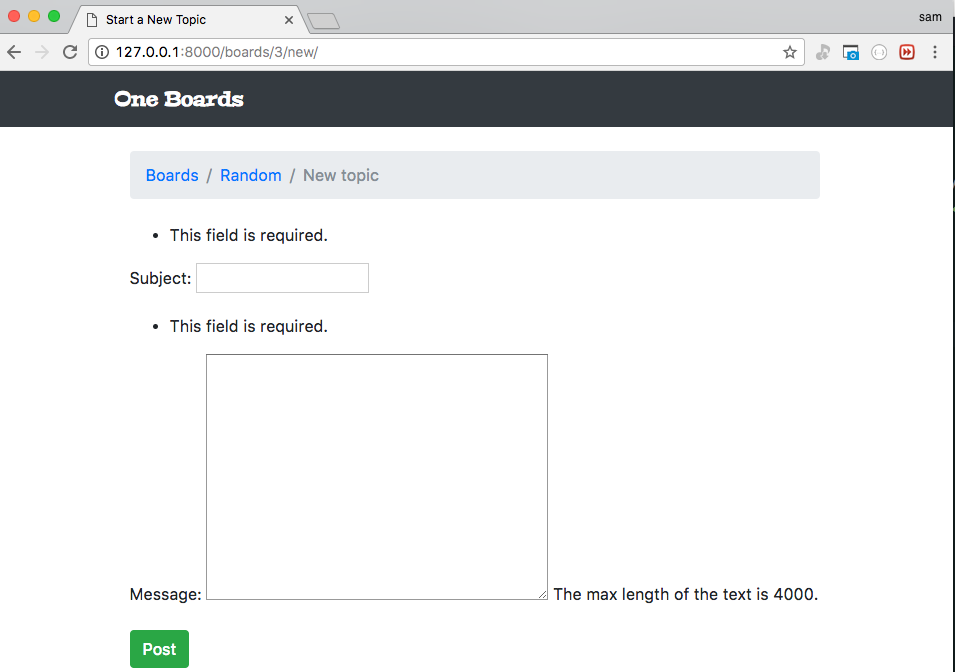 Start a New Topic
sam
127.0.0.1:8000/boards/3/new/
One Boards
Boards / Random / New topic
• This field is required.
Subject:
• This field is required.
Message: The max length of the text is 4000.
Post